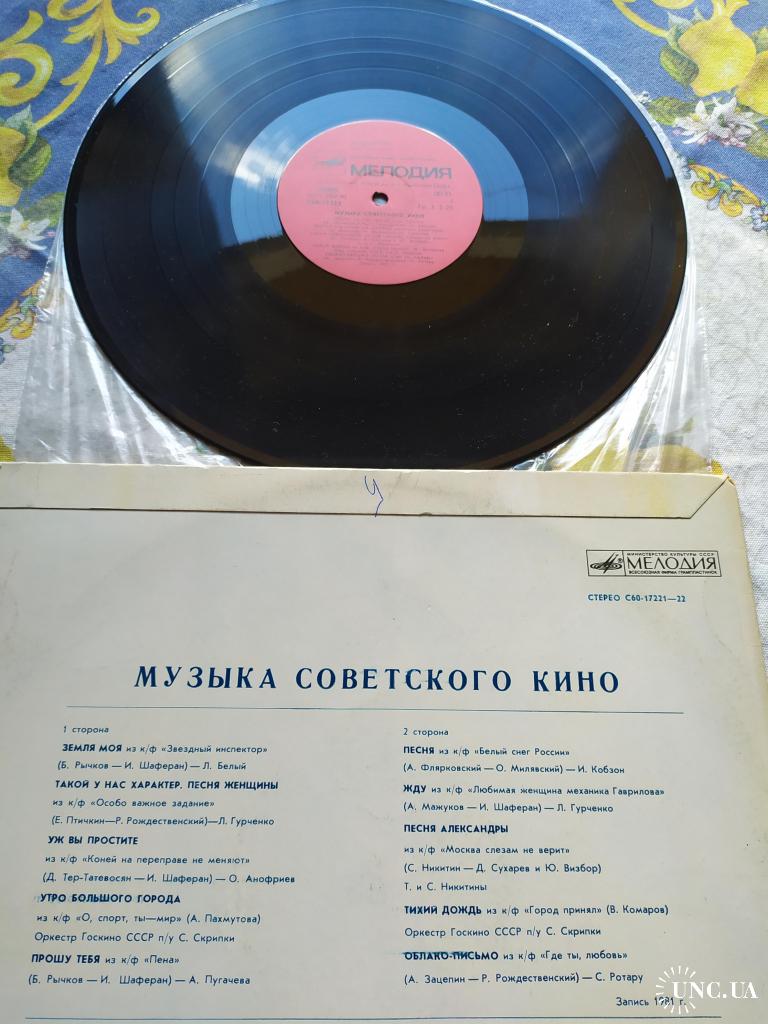 МЕЛОДИЯ
МУЗЫКА СОВЕТСКОГО КИНО
МИНИСТЕРСТВО КУЛЬТУРЫ СССР
МЕЛОДИЯ
ВСЕСОЮЗНАЯ ФИРМА ГРАМПЛАСТИНОК
СТЕРЕО С60-17221—22
МУЗЫКА СОВЕТСКОГО КИНО
1 сторона
ЗЕМЛЯ МОЯ из к/ф «Звездный инспектор»
(Б. Рычков — И. Шаферан) — Л. Белый
ТАКОЙ У НАС ХАРАКТЕР. ПЕСНЯ ЖЕНЩИНЫ
из к/ф «Особо важное задание»
(Е. Птичкин—Р. Рождественский)—Л. Гурченко
УЖ ВЫ ПРОСТИТЕ
из к/ф «Коней на переправе не меняют»
(Д. Тер-Татевосян — И. Шаферан) — О. Анофриев
УТРО БОЛЬШОГО ГОРОДА
из к/ф «О, спорт, ты—мир» (А. Пахмутова)
Оркестр Госкино СССР п/у С. Скрипки
ПРОШУ ТЕБЯ из к/ф «Пена»
(Б. Рычков — И. Шаферан) — А. Пугачева
2 сторона
ПЕСНЯ из к/ф «Белый снег России»
(А. Флярковский — О. Милявский) — И. Кобзон
ЖДУ из к/ф «Любимая женщина механика Гаврилова»
(А. Мажуков — И. Шаферан) — Л. Гурченко
ПЕСНЯ АЛЕКСАНДРЫ
из к/ф «Москва слезам не верит»
(С. Никитин — Д. Сухарев и Ю. Визбор)
Т. и С. Никитины
ТИХИЙ ДОЖДЬ из к/ф «Город принял» (В. Комаров)
Оркестр Госкино СССР п/у С. Скрипки
ОБЛАКО-ПИСЬМО из к/ф «Где ты, любовь»
(А. Зацепин — Р. Рождественский) — С. Ротару
Запись 1981 г.
UNC.UA